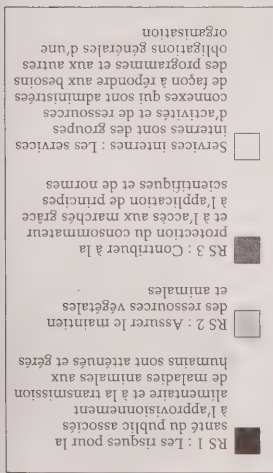 RS 1 : Les risques pour la
santé du public associés
à l'approvisionnement
alimentaire et à la transmission
de maladies animales aux
humains sont atténués et gérés
RS 2 : Assurer le maintien
des ressources végétales
et animales
RS 3 : Contribuer à la
protection du consommateur
et à l'accès aux marchés grâce
à l'application de principes
scientifiques et de normes
Services internes : Les services
internes sont des groupes
d'activités et de ressources
connexes qui sont administrées
de façon à répondre aux besoins
des programmes et aux autres
obligations générales d'une
organisation